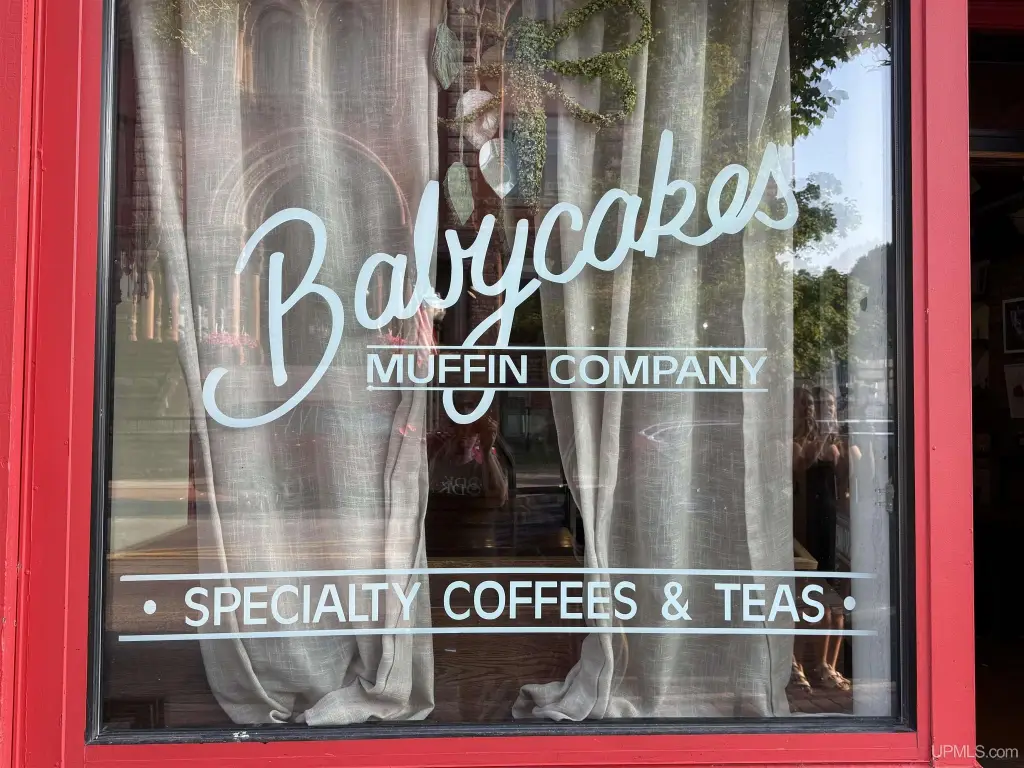 Babycakes
MUFFIN COMPANY
• SPECIALTY COFFEES & TEAS •
UPMLS.com